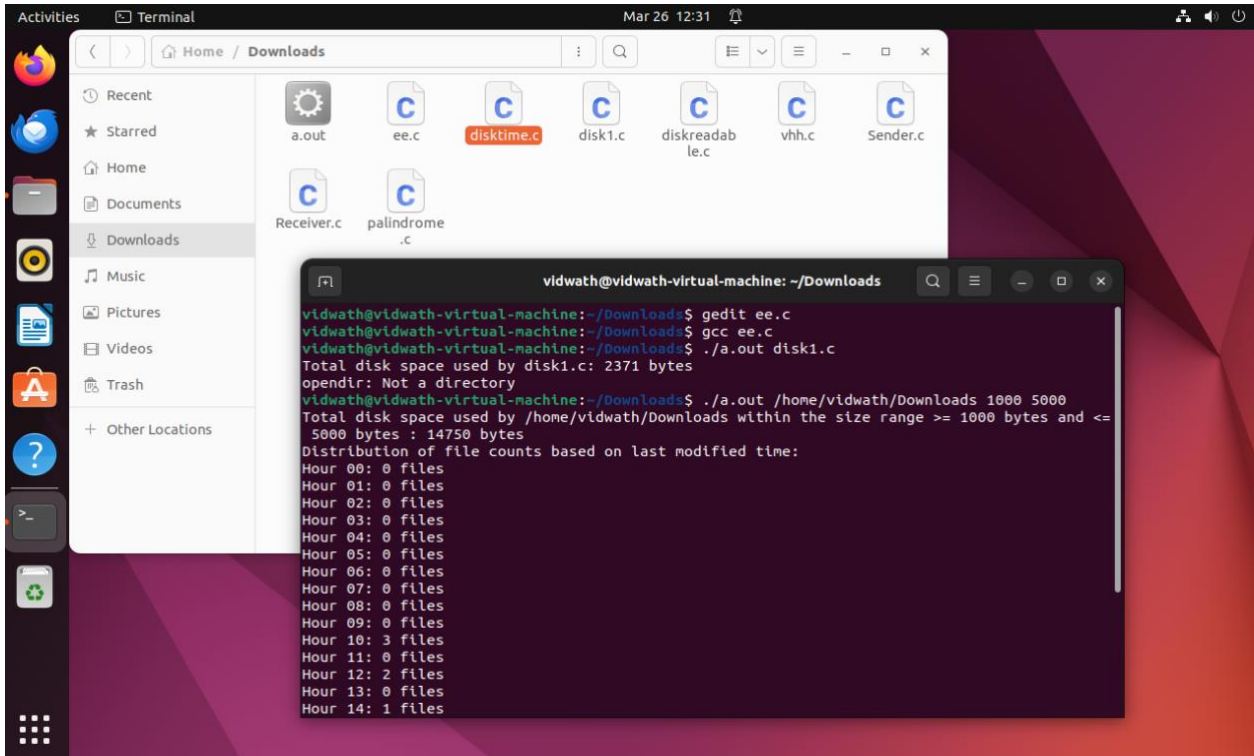 Activities Terminal Mar 26 12:31
Home / Downloads
Recent
Starred
Home
Documents
Downloads
Music
Pictures
Videos
Trash
+ Other Locations
a.out ee.c disktime.c disk1.c diskreadab vhh.c Sender.c
le.c
Receiver.c palindrome
.c
vidwath@vidwath-virtual-machine: ~/Downloads
vidwath@vidwath-virtual-machine:~/Downloads$ gedit ee.c
vidwath@vidwath-virtual-machine:~/Downloads$ gcc ee.c
vidwath@vidwath-virtual-machine:~/Downloads$ ./a.out disk1.c
Total disk space used by disk1.c: 2371 bytes
opendir: Not a directory
vidwath@vidwath-virtual-machine:~/Downloads$ ./a.out /home/vidwath/Downloads 1000 5000
Total disk space used by /home/vidwath/Downloads within the size range >= 1000 bytes and <=
5000 bytes : 14750 bytes
Distribution of file counts based on last modified time:
Hour 00: 0 files
Hour 01: 0 files
Hour 02: 0 files
Hour 03: 0 files
Hour 04: 0 files
Hour 05: 0 files
Hour 06: 0 files
Hour 07: 0 files
Hour 08: 0 files
Hour 09: 0 files
Hour 10: 3 files
Hour 11: 0 files
Hour 12: 2 files
Hour 13: 0 files
Hour 14: 1 files